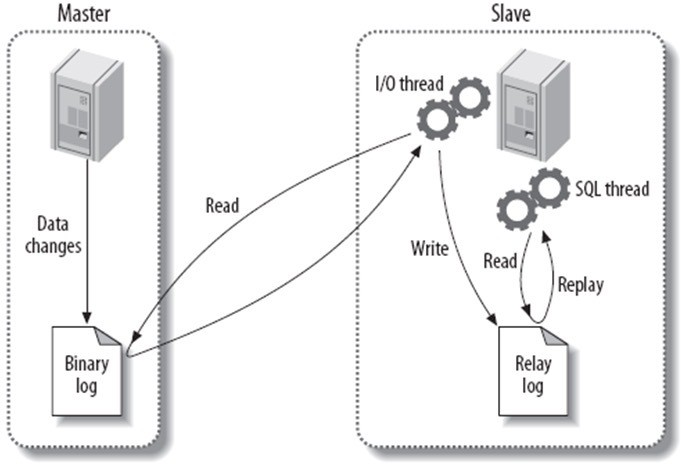 Master
Slave
I/O thread
SQL thread
Read
Data
changes
Write
Read
Replay
Binary
log
Relay
log